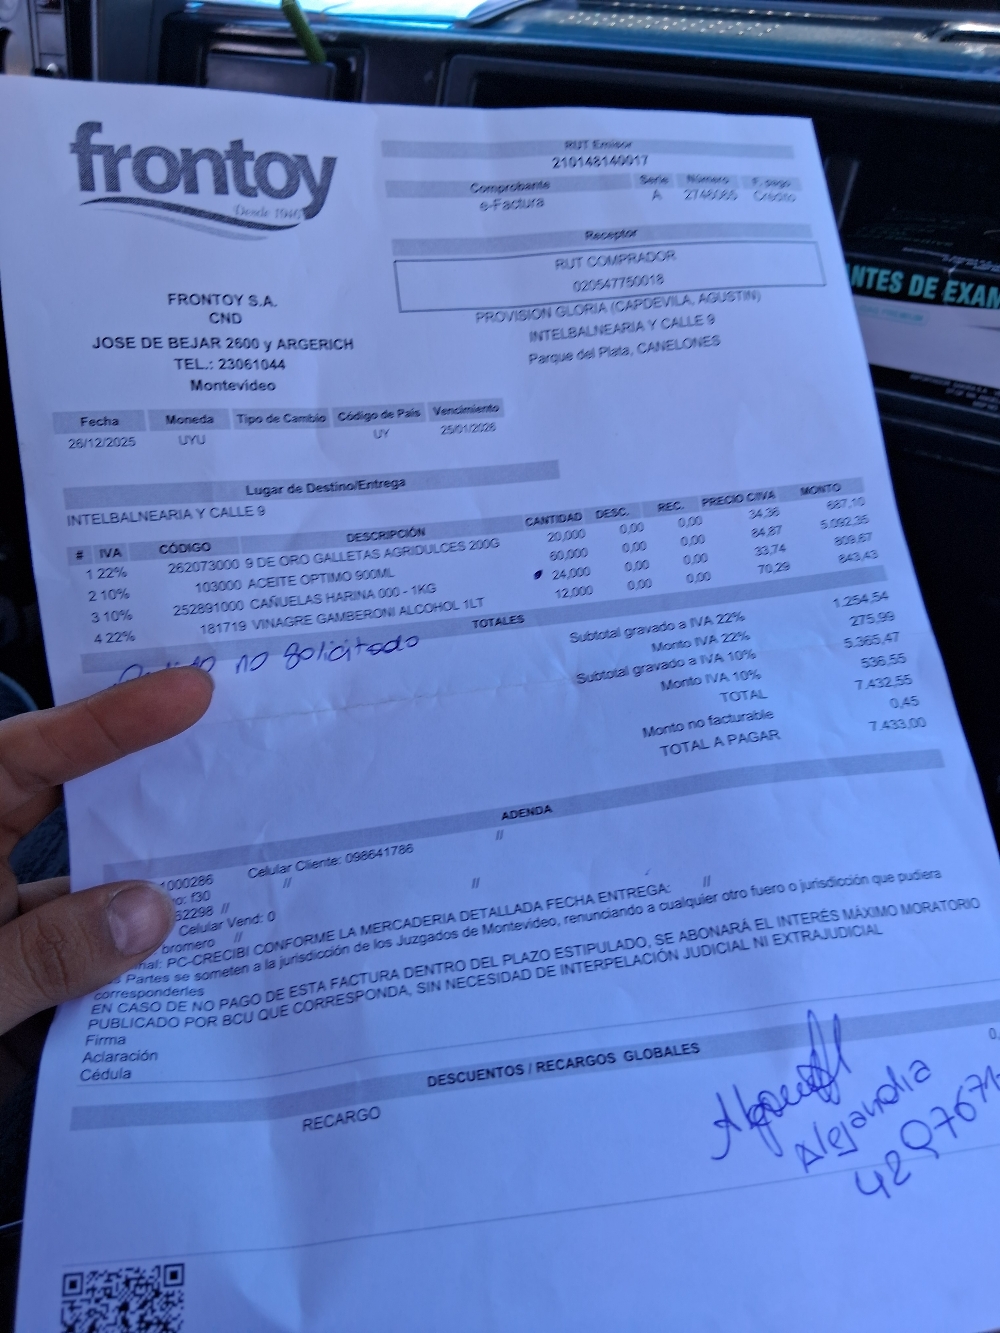 frontoy
Desde 1946
RUT Emisor
210148140017
Comprobante Serie Número F. pago
e-Factura A Crédito
Receptor
RUT COMPRADOR
020547750018
PROVISION GLORIA (CAPDEVILA, AGUSTIN)
INTELBALNEARIA Y CALLE 9
Parque del Plata, CANELONES
FRONTOY S.A.
CND
JOSE DE BEJAR 2600 y ARGERICH
TEL.: 23061044
Montevideo
Fecha Moneda Tipo de Cambio Código de País Vencimiento
26/12/2025 UYU UY 25/01/2026
Lugar de Destino/Entrega
INTELBALNEARIA Y CALLE 9
# IVA CÓDIGO DESCRIPCIÓN CANTIDAD DESC. REC. PRECIO C/IVA MONTO
1 22% 262073000 9 DE ORO GALLETAS AGRIDULCES 200G 20,000 0,00 0,00 34,36 687,10
2 10% 103000 ACEITE OPTIMO 900ML 60,000 0,00 0,00 84,87 5.092,35
3 10% 252891000 CAÑUELAS HARINA 000 - 1KG 24,000 0,00 0,00 33,74 809,67
4 22% 181719 VINAGRE GAMBERONI ALCOHOL 1LT 12,000 0,00 0,00 70,29 843,43
TOTALES
no solicitado
Subtotal gravado a IVA 22% 1.254,54
Monto IVA 22% 275,99
Subtotal gravado a IVA 10% 5.365,47
Monto IVA 10% 536,55
TOTAL 7.432,55
Monto no facturable 0,45
TOTAL A PAGAR 7.433,00
ADENDA
1000286 Celular Cliente: 098641786 //
o: f30 // //
62298 //
Celular Vend: 0
bromero //
nal: PC-CRECIBI CONFORME LA MERCADERIA DETALLADA FECHA ENTREGA: //
Partes se someten a la jurisdicción de los Juzgados de Montevideo, renunciando a cualquier otro fuero o jurisdicción que pudiera
corresponderles
EN CASO DE NO PAGO DE ESTA FACTURA DENTRO DEL PLAZO ESTIPULADO, SE ABONARÁ EL INTERÉS MÁXIMO MORATORIO
PUBLICADO POR BCU QUE CORRESPONDA, SIN NECESIDAD DE INTERPELACIÓN JUDICIAL NI EXTRAJUDICIAL
Firma
Aclaración
Cédula
DESCUENTOS / RECARGOS GLOBALES
RECARGO 0,
Alejandra
ANTES DE EXAM